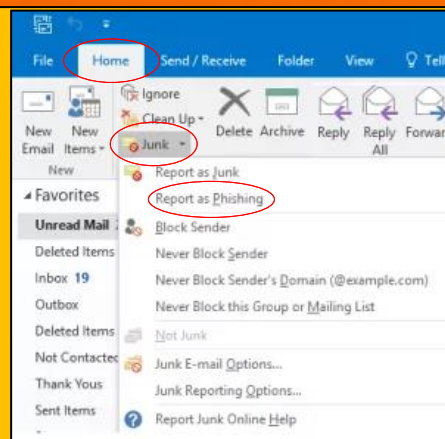 File Home Send / Receive Folder View Tell
New Email
New Items
Ignore
Clean Up
Junk
Delete Archive Reply Reply All Forwar
New
Report as Junk
Report as Phishing
Block Sender
Never Block Sender
Never Block Sender's Domain (@example.com)
Never Block this Group or Mailing List
Not Junk
Junk E-mail Options...
Junk Reporting Options...
Report Junk Online Help
Favorites
Unread Mail
Deleted Items
Inbox 19
Outbox
Deleted Items
Not Contacted
Thank Yous
Sent Items